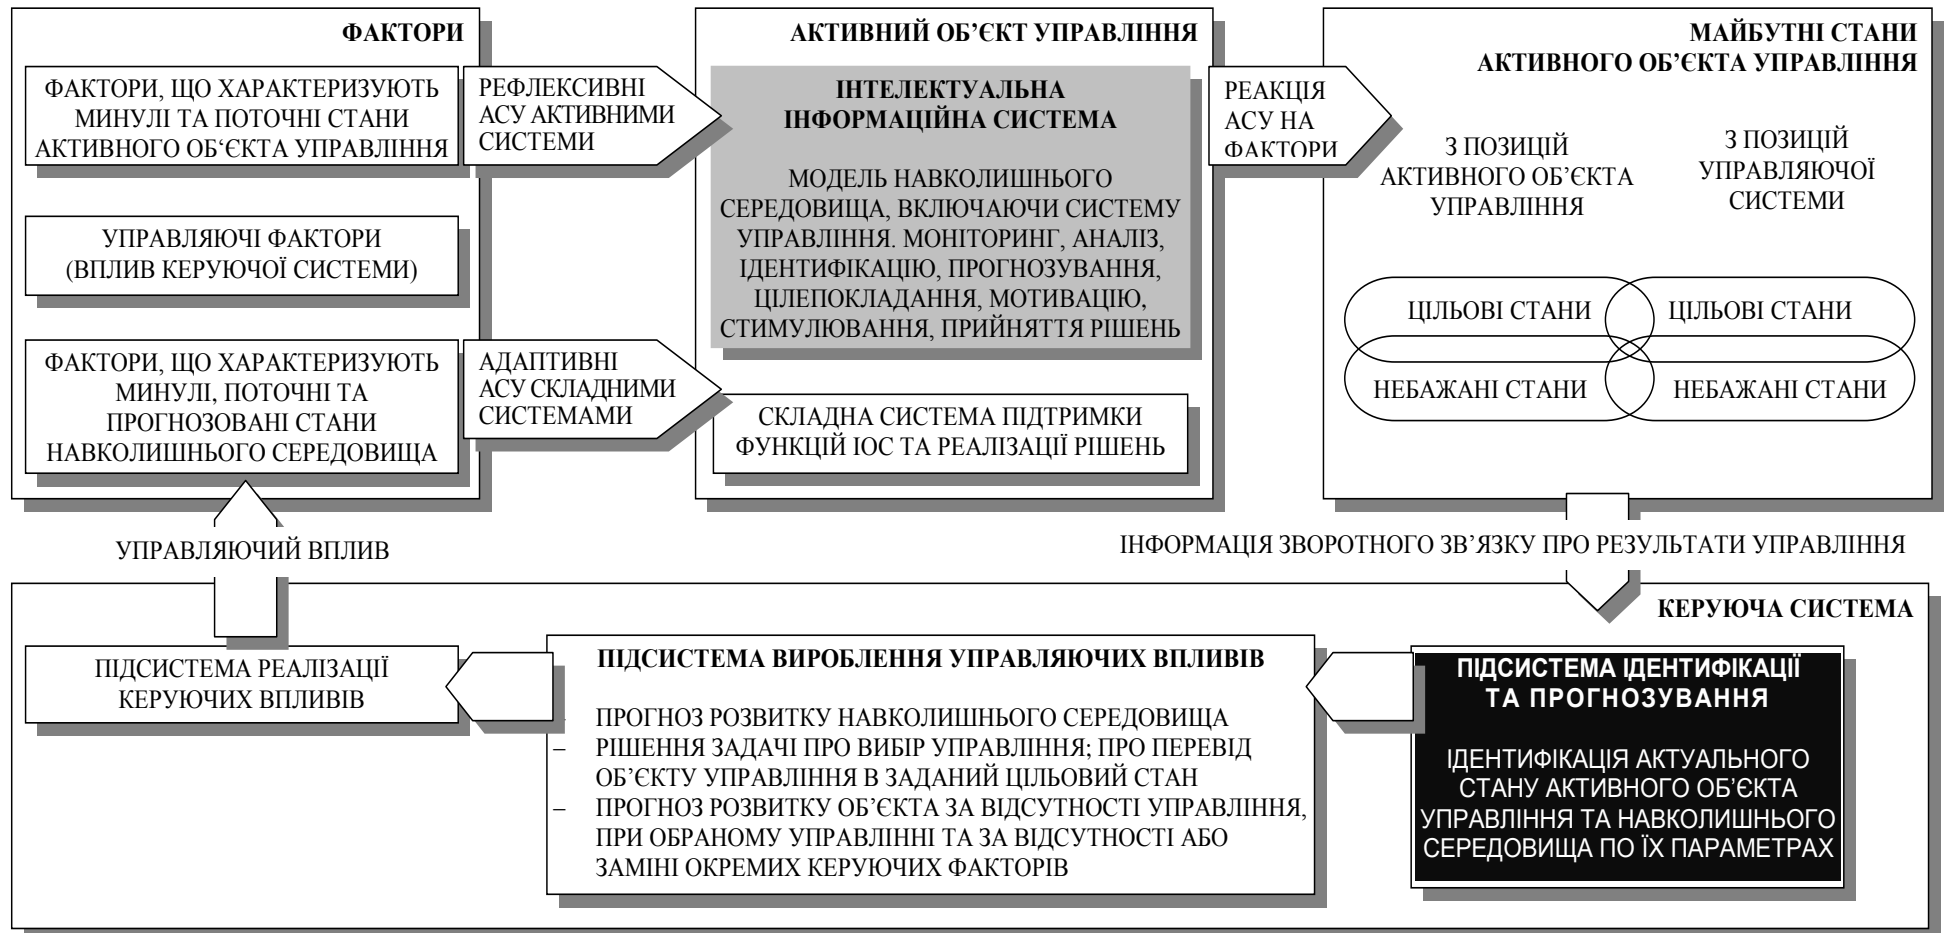 ФАКТОРИ
ФАКТОРИ, ЩО ХАРАКТЕРИЗУЮТЬ
МИНУЛІ ТА ПОТОЧНІ СТАНИ
АКТИВНОГО ОБ‘ЄКТА УПРАВЛІННЯ
УПРАВЛЯЮЧІ ФАКТОРИ
(ВПЛИВ КЕРУЮЧОЇ СИСТЕМИ)
ФАКТОРИ, ЩО ХАРАКТЕРИЗУЮТЬ
МИНУЛІ, ПОТОЧНІ ТА
ПРОГНОЗОВАНІ СТАНИ
НАВКОЛИШНЬОГО СЕРЕДОВИЩА
РЕФЛЕКСИВНІ
АСУ АКТИВНИМИ
СИСТЕМИ
АДАПТИВНІ
АСУ СКЛАДНИМИ
СИСТЕМАМИ
АКТИВНИЙ ОБ’ЄКТ УПРАВЛІННЯ
ІНТЕЛЕКТУАЛЬНА
ІНФОРМАЦІЙНА СИСТЕМА
МОДЕЛЬ НАВКОЛИШНЬОГО
СЕРЕДОВИЩА, ВКЛЮЧАЮЧИ СИСТЕМУ
УПРАВЛІННЯ. МОНІТОРИНГ, АНАЛІЗ,
ІДЕНТИФІКАЦІЮ, ПРОГНОЗУВАННЯ,
ЦІЛЕПОКЛАДАННЯ, МОТИВАЦІЮ,
СТИМУЛЮВАННЯ, ПРИЙНЯТТЯ РІШЕНЬ
СКЛАДНА СИСТЕМА ПІДТРИМКИ
ФУНКЦІЙ ІОС ТА РЕАЛІЗАЦІЇ РІШЕНЬ
РЕАКЦІЯ
АСУ НА
ФАКТОРИ
МАЙБУТНІ СТАНИ
АКТИВНОГО ОБ’ЄКТА УПРАВЛІННЯ
З ПОЗИЦІЙ
АКТИВНОГО ОБ’ЄКТА
УПРАВЛІННЯ
З ПОЗИЦІЙ
УПРАВЛЯЮЧОЇ
СИСТЕМИ
ЦІЛЬОВІ СТАНИ
ЦІЛЬОВІ СТАНИ
НЕБАЖАНІ СТАНИ
НЕБАЖАНІ СТАНИ
УПРАВЛЯЮЧИЙ ВПЛИВ
ІНФОРМАЦІЯ ЗВОРОТНОГО ЗВ’ЯЗКУ ПРО РЕЗУЛЬТАТИ УПРАВЛІННЯ
КЕРУЮЧА СИСТЕМА
ПІДСИСТЕМА РЕАЛІЗАЦІЇ
КЕРУЮЧИХ ВПЛИВІВ
ПІДСИСТЕМА ВИРОБЛЕННЯ УПРАВЛЯЮЧИХ ВПЛИВІВ
– ПРОГНОЗ РОЗВИТКУ НАВКОЛИШНЬОГО СЕРЕДОВИЩА
– РІШЕННЯ ЗАДАЧІ ПРО ВИБІР УПРАВЛІННЯ; ПРО ПЕРЕВІД
ОБ’ЄКТУ УПРАВЛІННЯ В ЗАДАНИЙ ЦІЛЬОВИЙ СТАН
– ПРОГНОЗ РОЗВИТКУ ОБ’ЄКТА ЗА ВІДСУТНОСТІ УПРАВЛІННЯ,
ПРИ ОБРАНОМУ УПРАВЛІННІ ТА ЗА ВІДСУТНОСТІ АБО
ЗАМІНІ ОКРЕМИХ КЕРУЮЧИХ ФАКТОРІВ
ПІДСИСТЕМА ІДЕНТИФІКАЦІЇ
ТА ПРОГНОЗУВАННЯ
ІДЕНТИФІКАЦІЯ АКТУАЛЬНОГО
СТАНУ АКТИВНОГО ОБ’ЄКТА
УПРАВЛІННЯ ТА НАВКОЛИШНЬОГО
СЕРЕДОВИЩА ПО ЇХ ПАРАМЕТРАХ